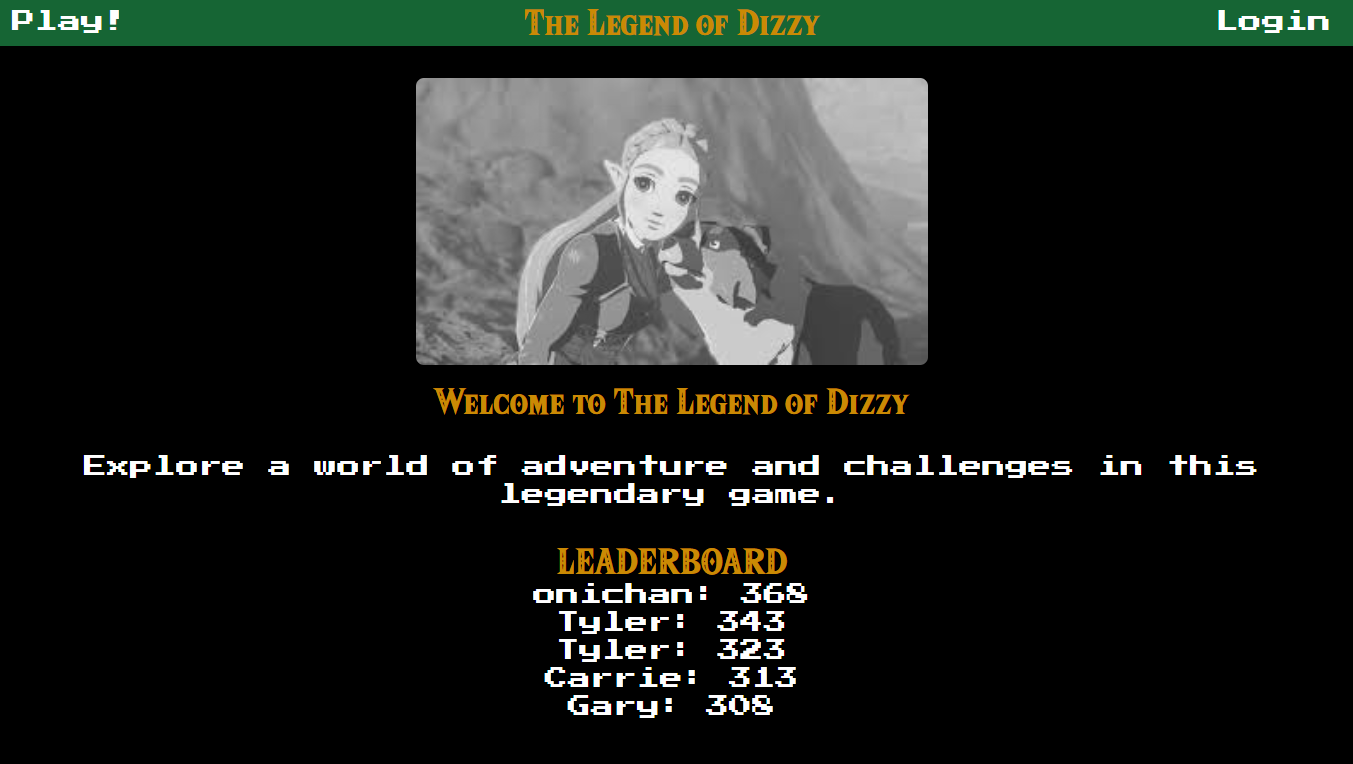 Play!
The Legend of Dizzy
Login
Welcome to The Legend of Dizzy
Explore a world of adventure and challenges in this
legendary game.
LEADERBOARD
onichan: 368
Tyler: 343
Tyler: 323
Carrie: 313
Gary: 308